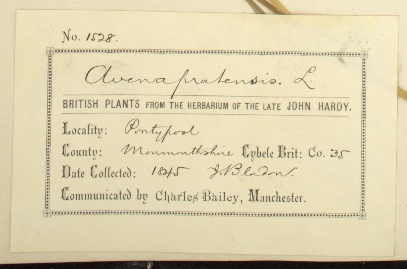 No. 1528.
Avena pratensis. L.
BRITISH PLANTS FROM THE HERBARIUM OF THE LATE JOHN HARDY.
Locality: Pontypool
County: Monmouthshire Cybele Brit: Co. 35
Date Collected: 1845 J Bladon
Communicated by Charles Bailey, Manchester.